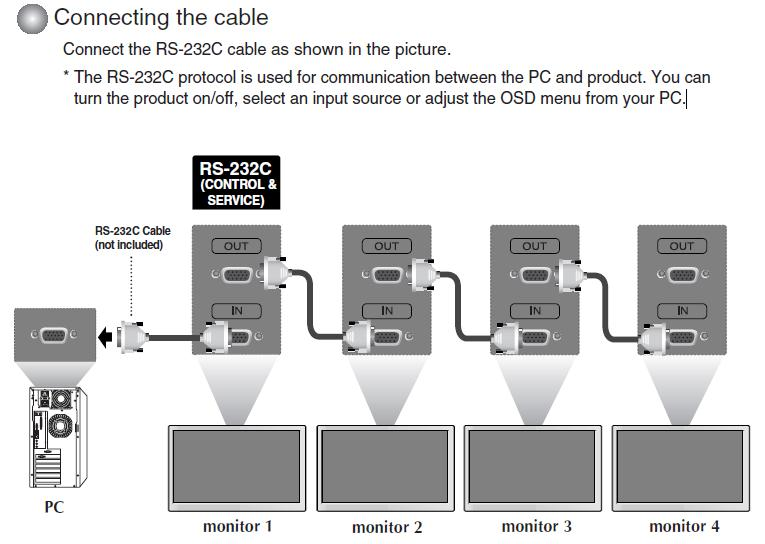 Connecting the cable
Connect the RS-232C cable as shown in the picture.
* The RS-232C protocol is used for communication between the PC and product. You can
turn the product on/off, select an input source or adjust the OSD menu from your PC.
RS-232C
(CONTROL &
SERVICE)
RS-232C Cable
(not included)
OUT
OUT
OUT
OUT
IN
IN
IN
IN
PC
monitor 1
monitor 2
monitor 3
monitor 4